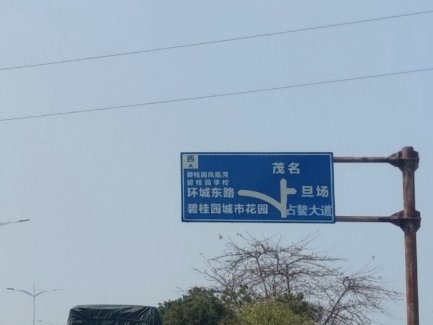 西
茂名
碧桂园凤凰湾
碧桂园学校
环城东路
旦场
碧桂园城市花园
占鳌大道